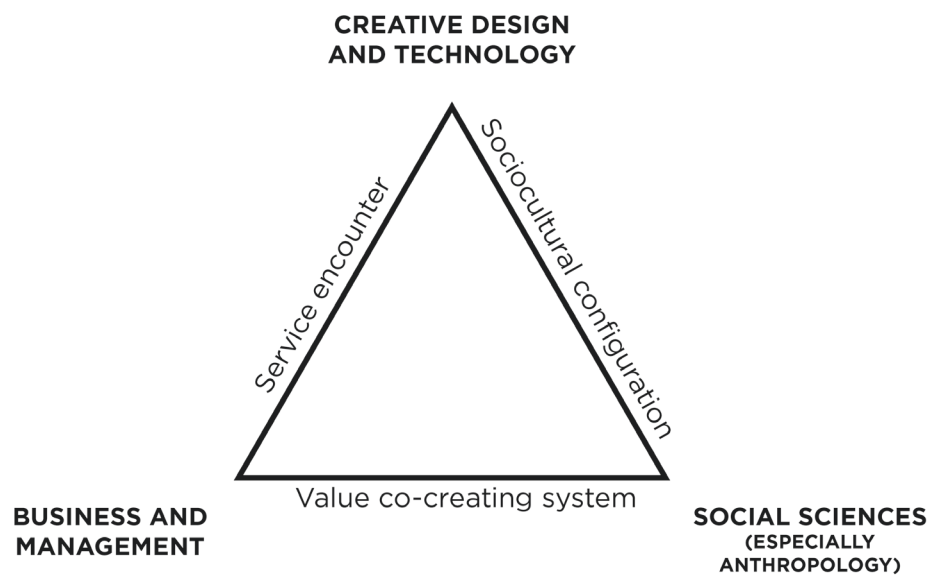 CREATIVE DESIGN
AND TECHNOLOGY
Service encounter
Sociocultural configuration
Value co-creating system
BUSINESS AND
MANAGEMENT
SOCIAL SCIENCES
(ESPECIALLY
ANTHROPOLOGY)